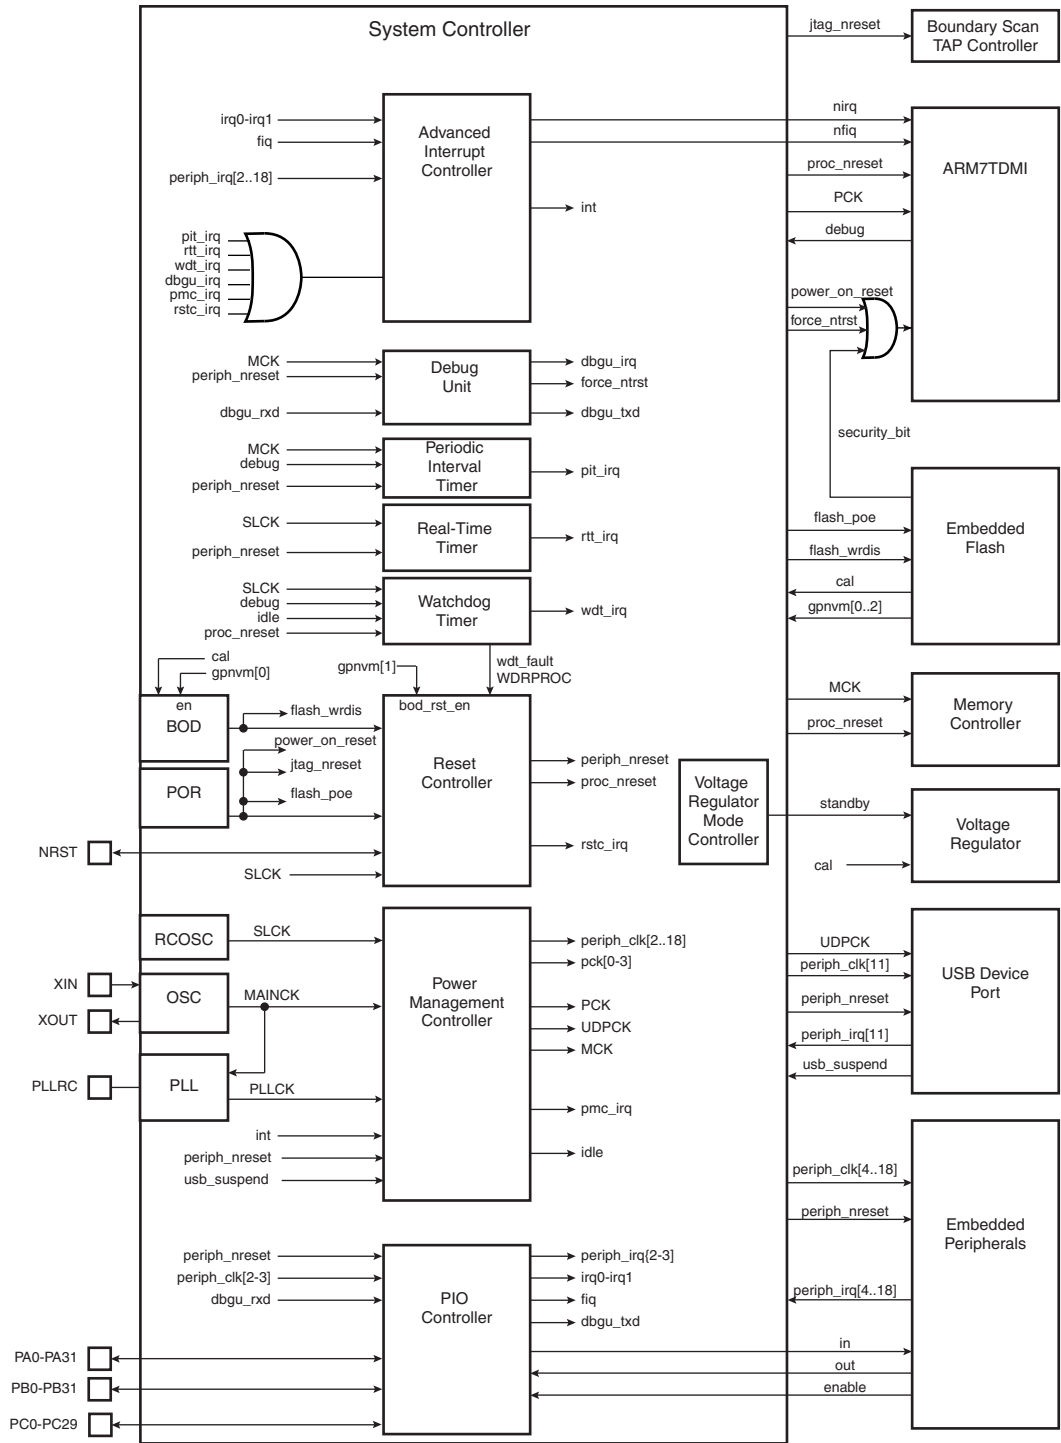 System Controller
jtag_nreset
Boundary Scan
TAP Controller
irq0-irq1
fiq
periph_irq[2..18]
pit_irq
rtt_irq
wdt_irq
dbgu_irq
pmc_irq
rstc_irq
Advanced
Interrupt
Controller
int
nirq
nfiq
proc_nreset
PCK
debug
power_on_reset
force_ntrst
ARM7TDMI
security_bit
MCK
periph_nreset
dbgu_rxd
Debug
Unit
dbgu_irq
force_ntrst
dbgu_txd
MCK
debug
periph_nreset
Periodic
Interval
Timer
pit_irq
SLCK
periph_nreset
Real-Time
Timer
rtt_irq
flash_poe
flash_wrdis
cal
gpnvm[0..2]
Embedded
Flash
SLCK
debug
idle
proc_nreset
Watchdog
Timer
wdt_irq
cal
gpnvm[0]
gpnvm[1]
wdt_fault
WDRPROC
en
BOD
bod_rst_en
flash_wrdis
power_on_reset
jtag_nreset
flash_poe
POR
Reset
Controller
periph_nreset
proc_nreset
rstc_irq
NRST
SLCK
MCK
proc_nreset
Memory
Controller
Voltage
Regulator
Mode
Controller
standby
cal
Voltage
Regulator
RCOSC
SLCK
XIN
XOUT
OSC
MAINCK
PLLRC
PLL
PLLCK
int
periph_nreset
usb_suspend
Power
Management
Controller
periph_clk[2..18]
pck[0-3]
PCK
UDPCK
MCK
pmc_irq
idle
UDPCK
periph_clk[11]
periph_nreset
periph_irq[11]
usb_suspend
USB Device
Port
periph_clk[4..18]
periph_nreset
periph_irq[4..18]
in
out
enable
Embedded
Peripherals
periph_nreset
periph_clk[2-3]
dbgu_rxd
PIO
Controller
periph_irq{2-3]
irq0-irq1
fiq
dbgu_txd
PA0-PA31
PB0-PB31
PC0-PC29